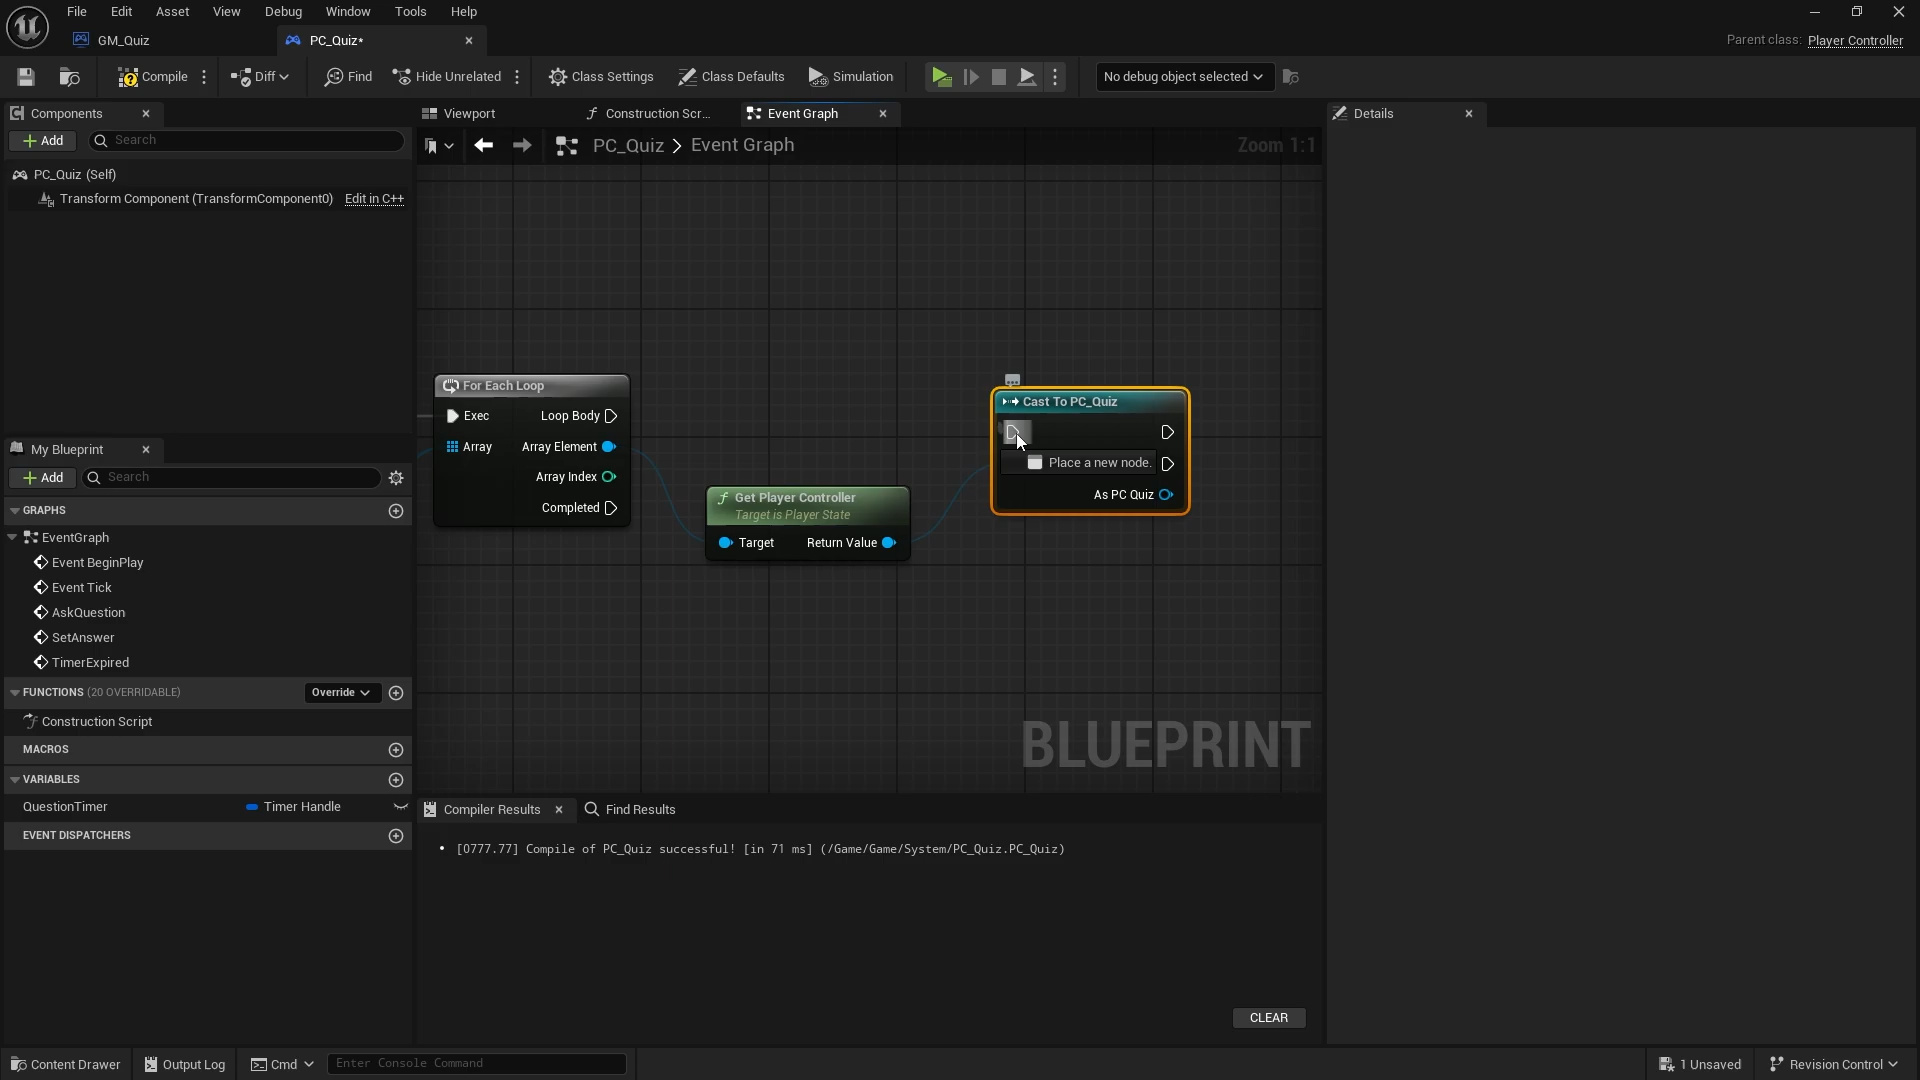 File Edit Asset View Debug Window Tools Help
GM_Quiz
PC_Quiz*
Parent class: Player Controller
Compile
Diff
Find
Hide Unrelated
Class Settings
Class Defaults
Simulation
No debug object selected
Components
Viewport
Construction Scr...
Event Graph
Details
Add
Search
PC_Quiz > Event Graph
Zoom 1:1
PC_Quiz (Self)
Transform Component (TransformComponent0) Edit in C++
For Each Loop
Exec
Loop Body
Array
Array Element
Array Index
Completed
Get Player Controller
Target is Player State
Target
Return Value
Cast To PC_Quiz
Place a new node.
As PC Quiz
BLUEPRINT
My Blueprint
Add
Search
GRAPHS
EventGraph
Event BeginPlay
Event Tick
AskQuestion
SetAnswer
TimerExpired
FUNCTIONS (20 OVERRIDABLE)
Override
Construction Script
MACROS
VARIABLES
QuestionTimer
Timer Handle
EVENT DISPATCHERS
Compiler Results
Find Results
• [0777.77] Compile of PC_Quiz successful! [in 71 ms] (/Game/Game/System/PC_Quiz.PC_Quiz)
CLEAR
Content Drawer
Output Log
Cmd
Enter Console Command
1 Unsaved
Revision Control